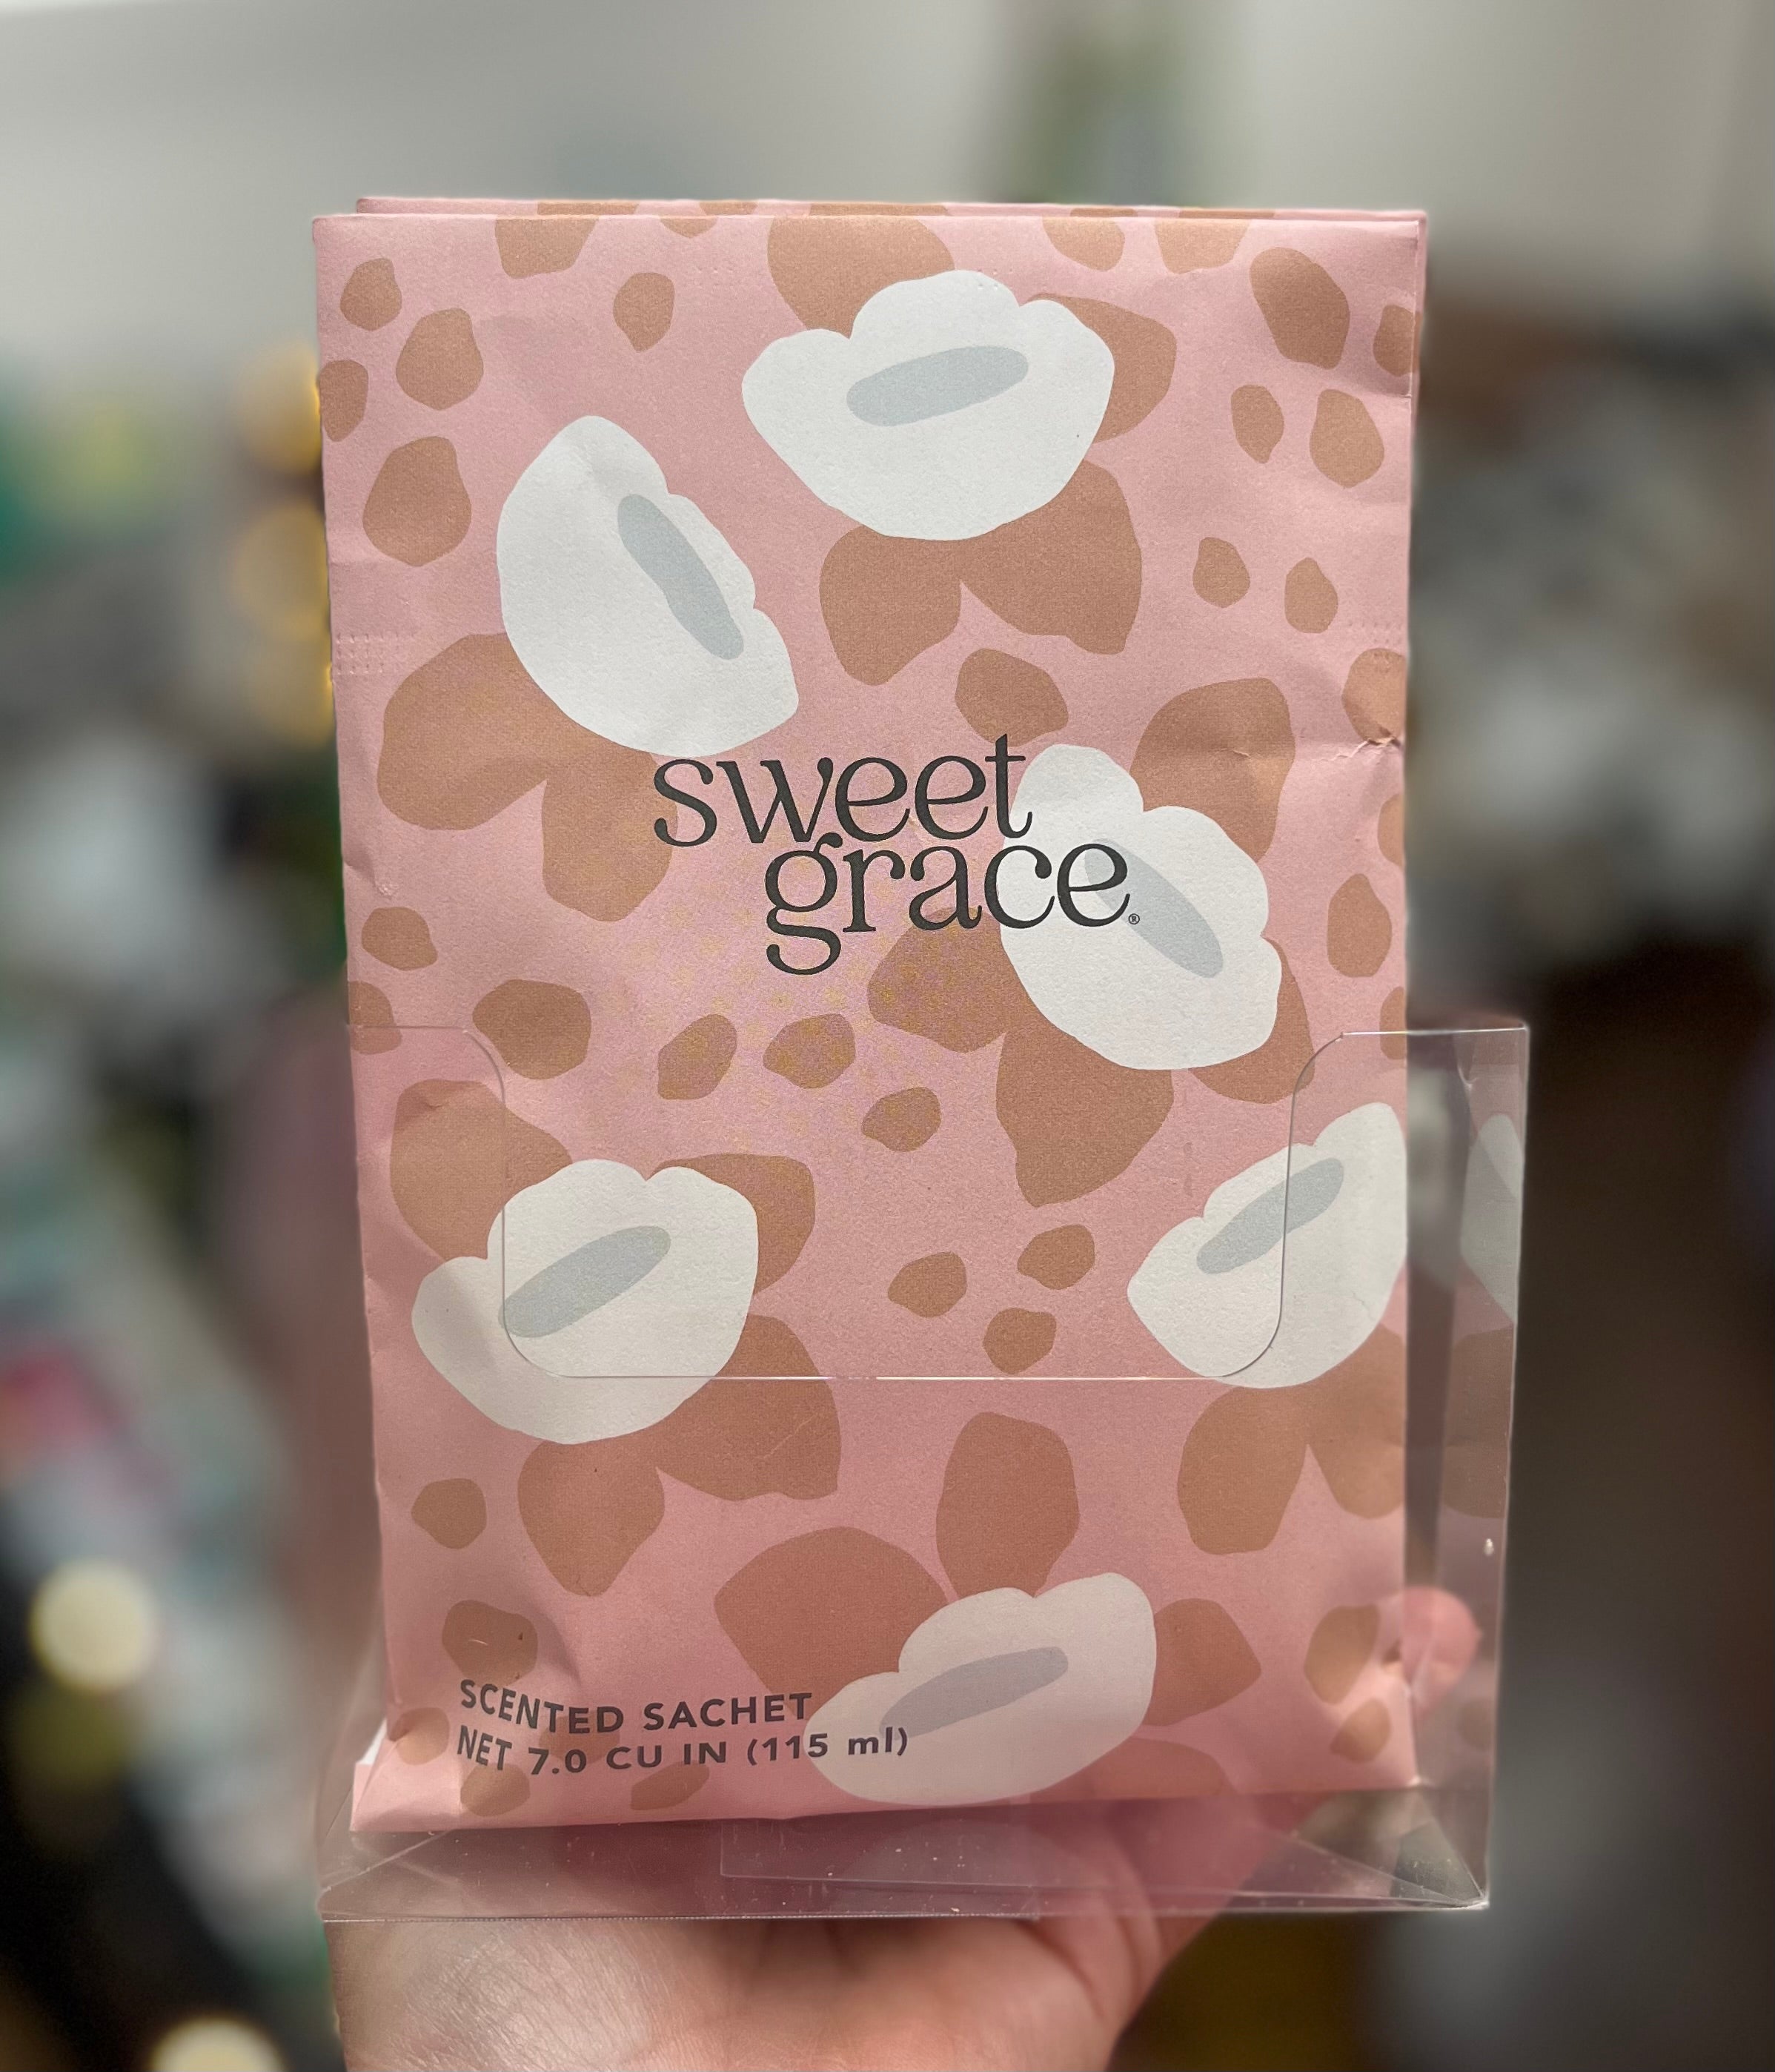 sweet
grace®
SCENTED SACHET
NET 7.0 CU IN (115 ml)